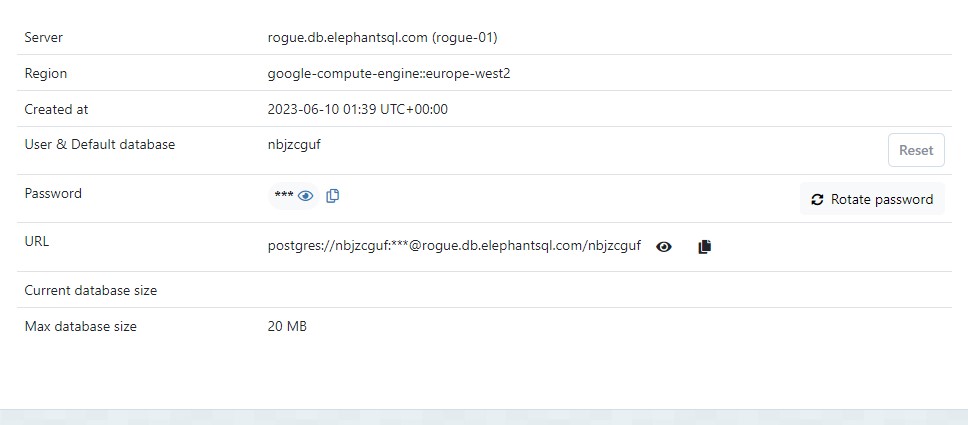 Server rogue.db.elephantsql.com (rogue-01)
Region google-compute-engine::europe-west2
Created at 2023-06-10 01:39 UTC+00:00
User & Default database nbjzcguf Reset
Password *** Rotate password
URL postgres://nbjzcguf:***@rogue.db.elephantsql.com/nbjzcguf
Current database size
Max database size 20 MB